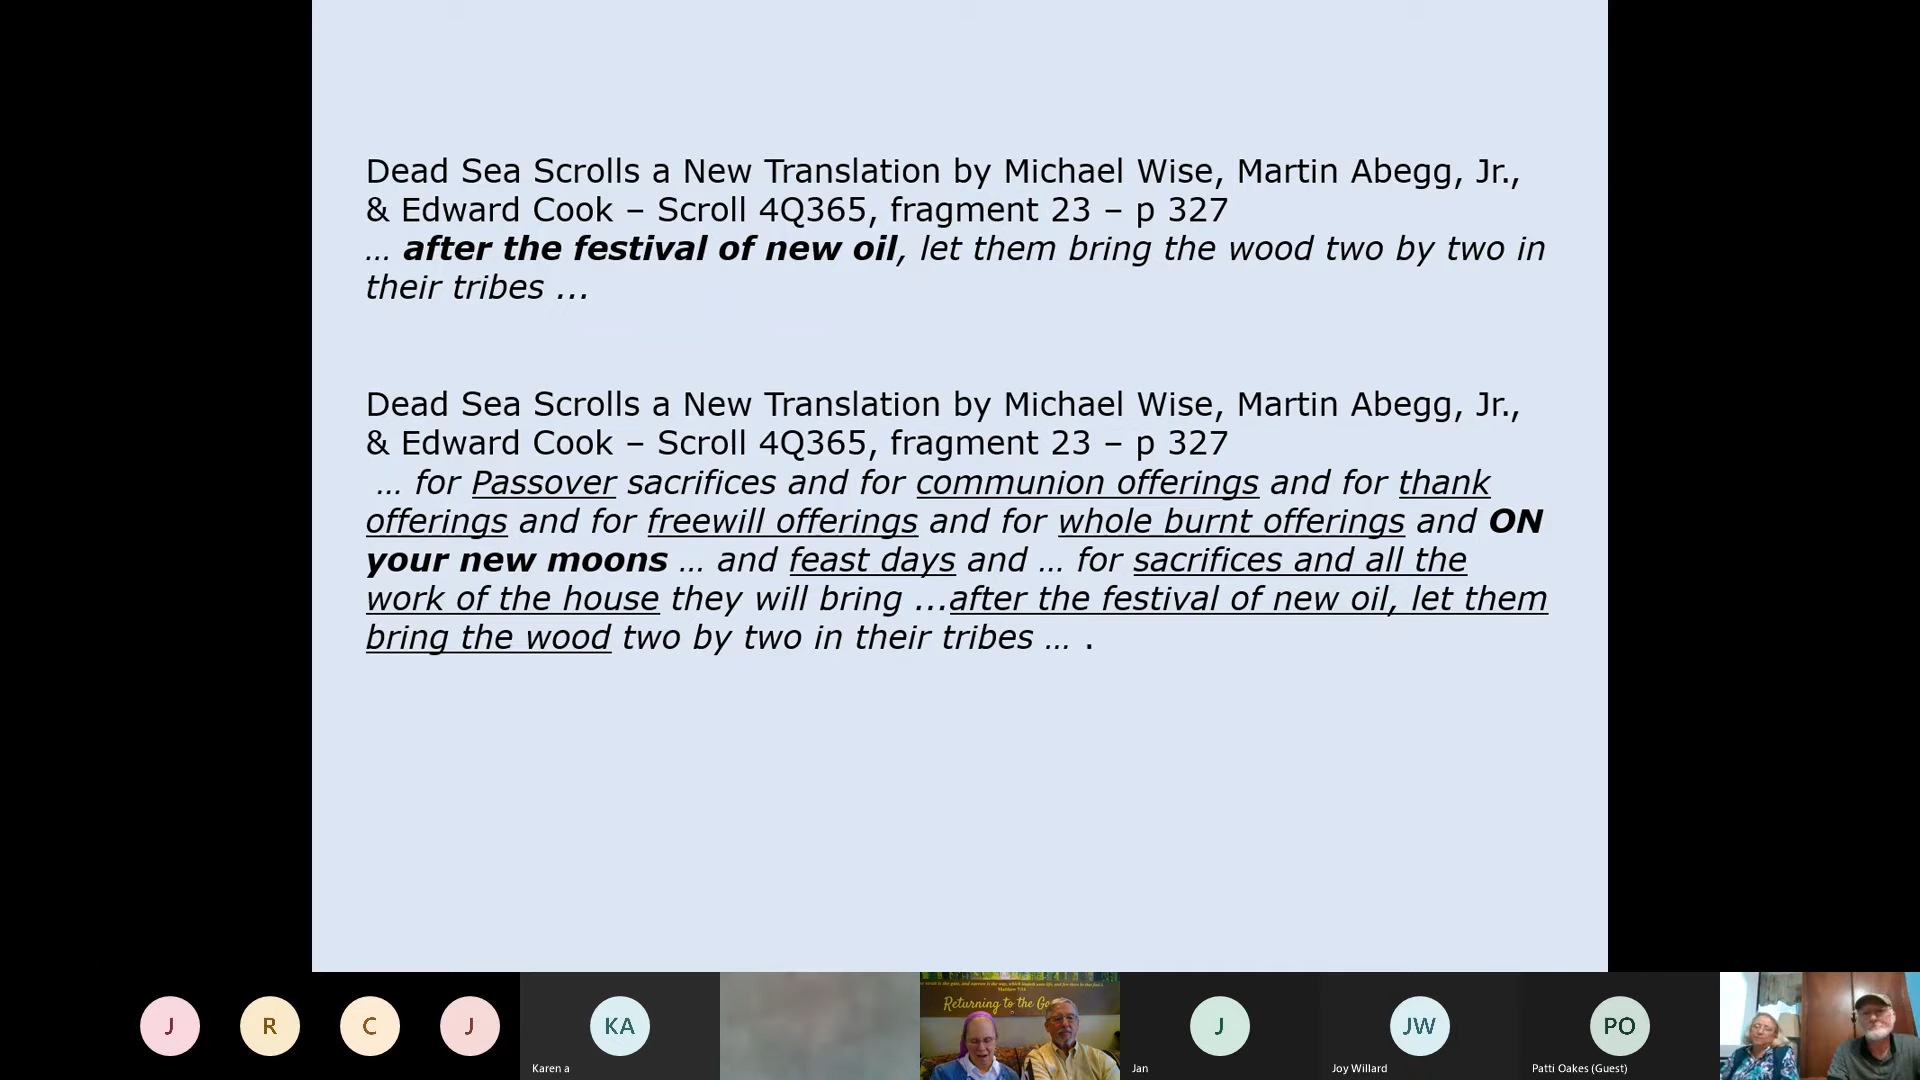 Dead Sea Scrolls a New Translation by Michael Wise, Martin Abegg, Jr.,
& Edward Cook – Scroll 4Q365, fragment 23 – p 327
… after the festival of new oil, let them bring the wood two by two in
their tribes ...
Dead Sea Scrolls a New Translation by Michael Wise, Martin Abegg, Jr.,
& Edward Cook – Scroll 4Q365, fragment 23 – p 327
… for Passover sacrifices and for communion offerings and for thank
offerings and for freewill offerings and for whole burnt offerings and ON
your new moons … and feast days and … for sacrifices and all the
work of the house they will bring ...after the festival of new oil, let them
bring the wood two by two in their tribes … .
Matthew 7:14
Returning to the
J
R
C
J
KA
J
JW
PO
Karen a
Jan
Joy Willard
Patti Oakes (Guest)